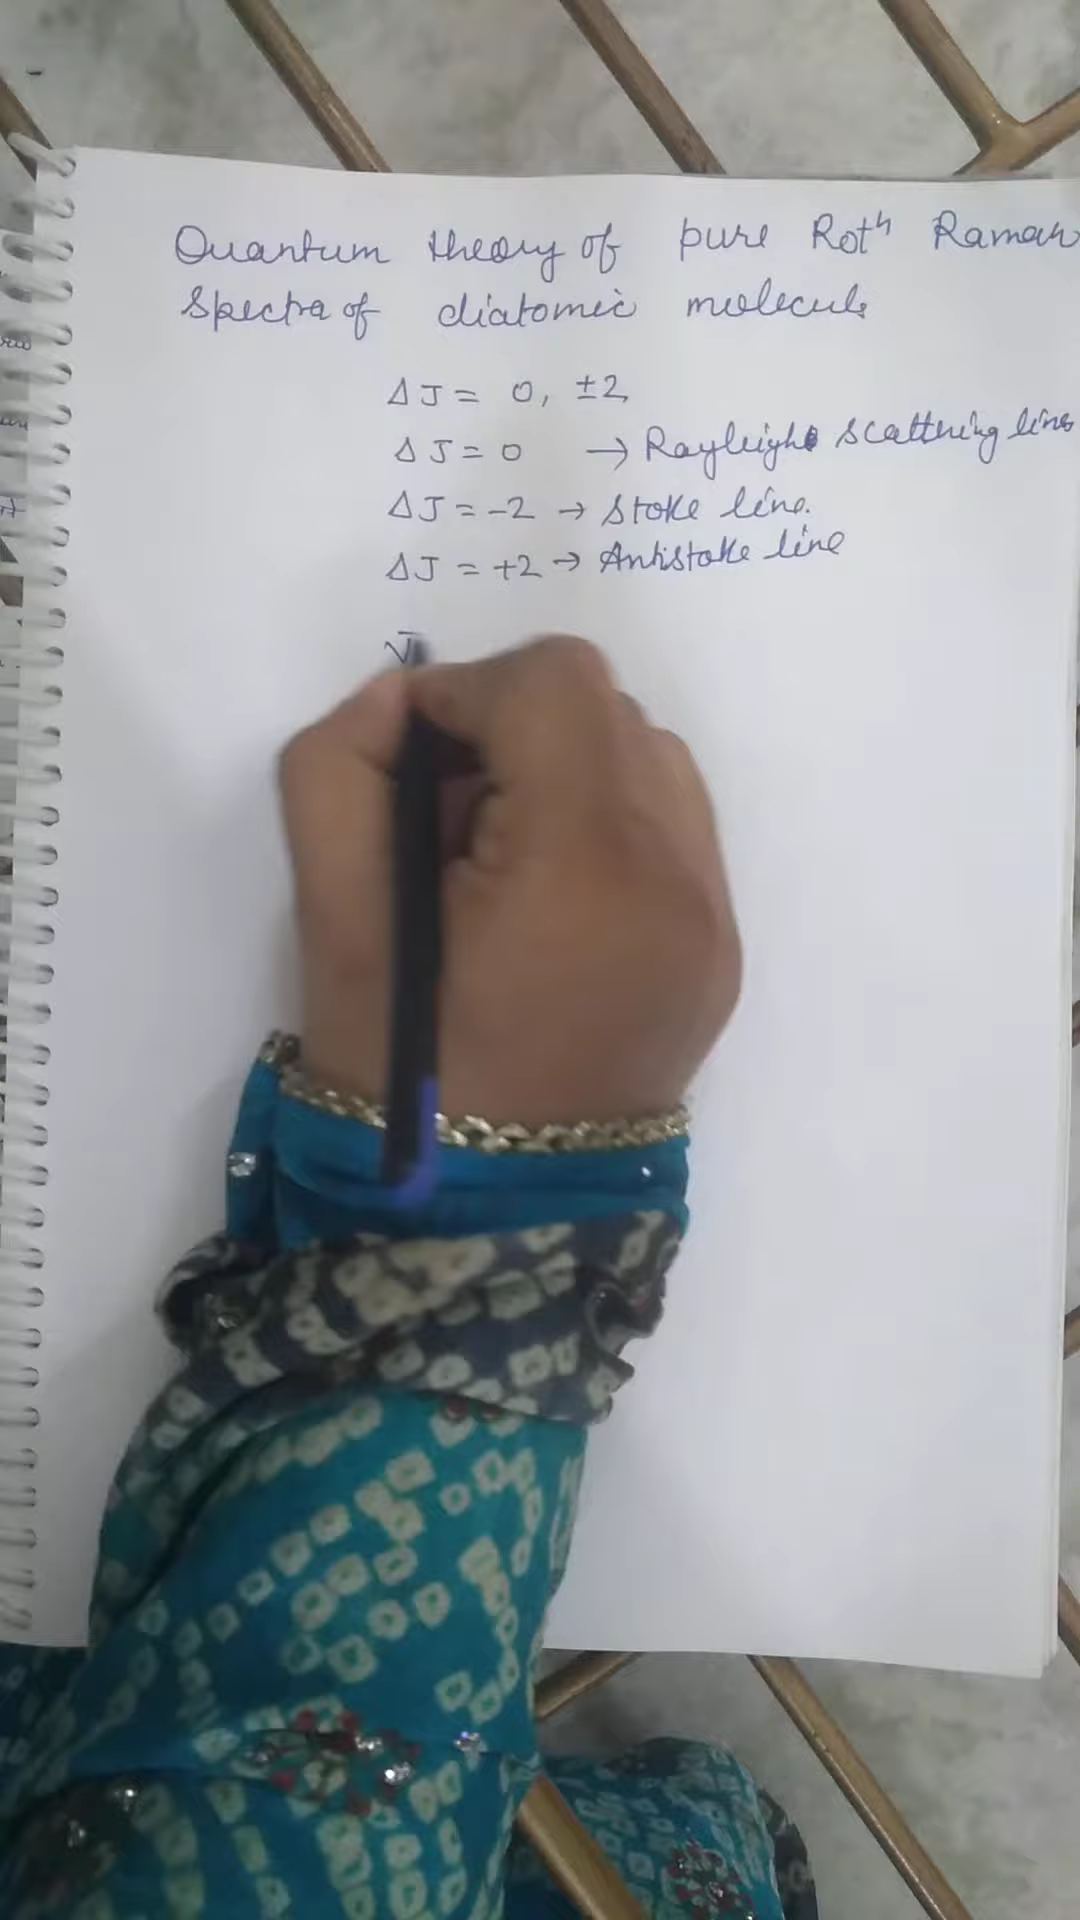 Quantum theory of pure Rotn Raman
Spectra of diatomic molecule
ΔJ = 0, ±2,
ΔJ = 0 → Rayleigh scattering line
ΔJ = -2 → Stoke line.
ΔJ = +2 → Antistoke line